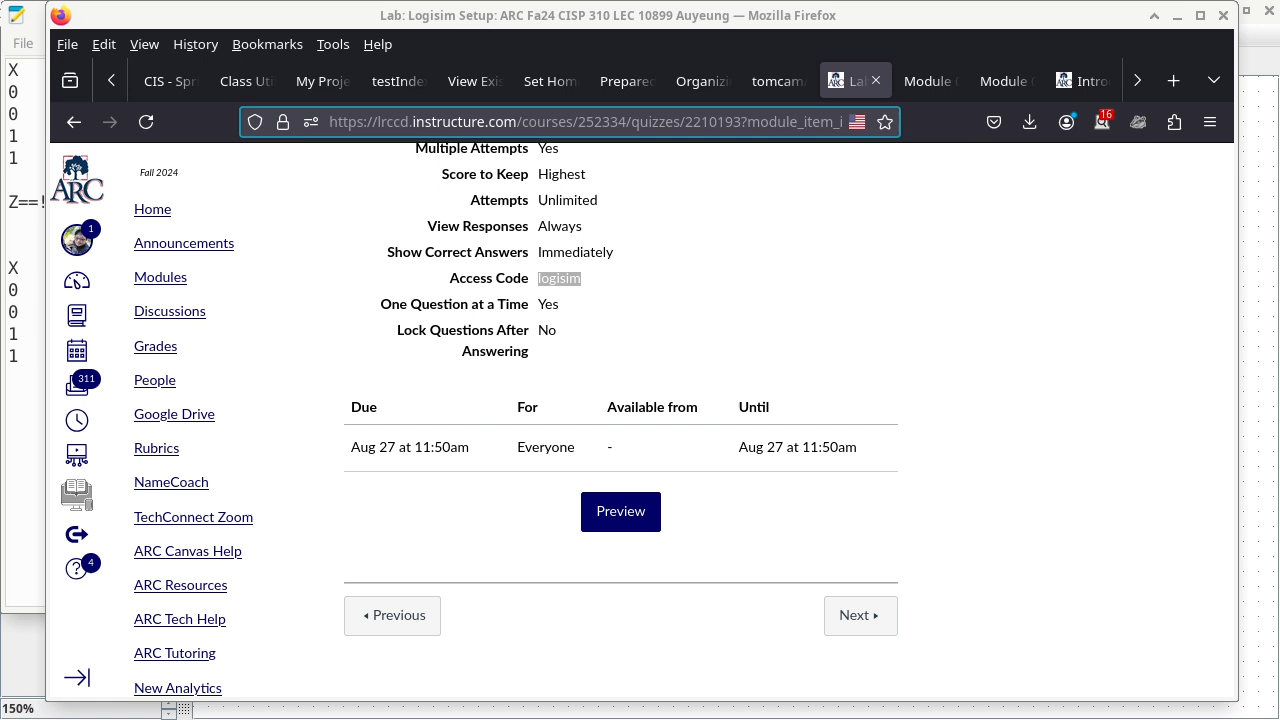 Lab: Logisim Setup: ARC Fa24 CISP 310 LEC 10899 Auyeung — Mozilla Firefox
File
X
0
0
1
1
Z==!
X
0
0
1
1
150%
File Edit View History Bookmarks Tools Help
CIS - Spr Class Uti My Proje testIndex View Exis Set Hom Prepared Organizi tomcam Lab Module Module Intro
https://lrccd.instructure.com/courses/252334/quizzes/2210193?module_item_i
16
ARC
1
311
4
Fall 2024
Home
Announcements
Modules
Discussions
Grades
People
Google Drive
Rubrics
NameCoach
TechConnect Zoom
ARC Canvas Help
ARC Resources
ARC Tech Help
ARC Tutoring
New Analytics
Multiple Attempts Yes
Score to Keep Highest
Attempts Unlimited
View Responses Always
Show Correct Answers Immediately
Access Code logisim
One Question at a Time Yes
Lock Questions After No
Answering
Due For Available from Until
Aug 27 at 11:50am Everyone - Aug 27 at 11:50am
Preview
Previous
Next